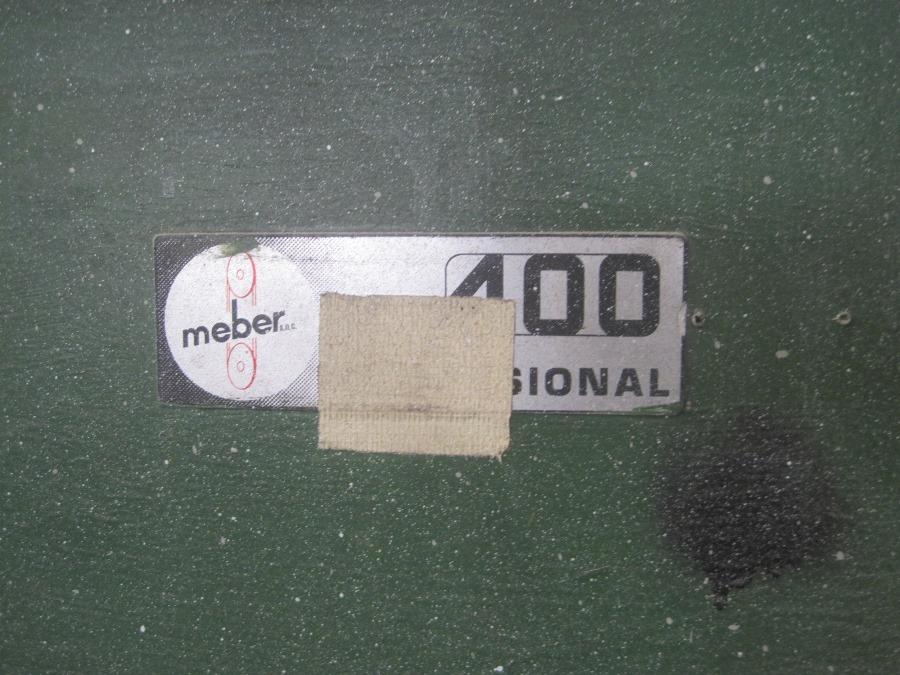 meber s.n.c.
400
SIONAL